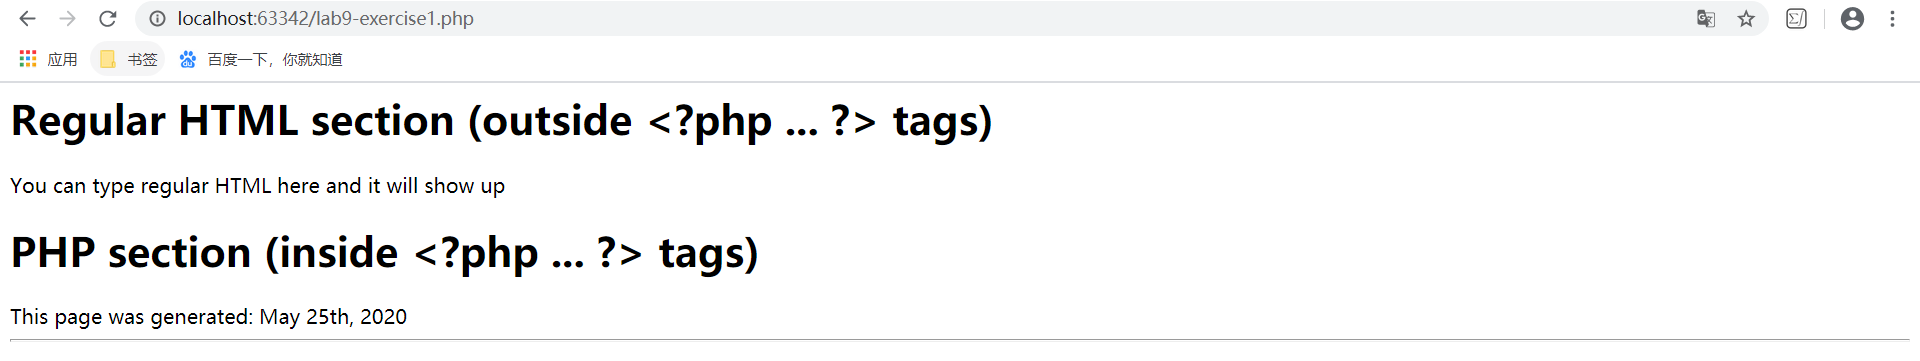 localhost:63342/lab9-exercise1.php
应用 书签 百度一下，你就知道
Regular HTML section (outside <?php ... ?> tags)
You can type regular HTML here and it will show up
PHP section (inside <?php ... ?> tags)
This page was generated: May 25th, 2020